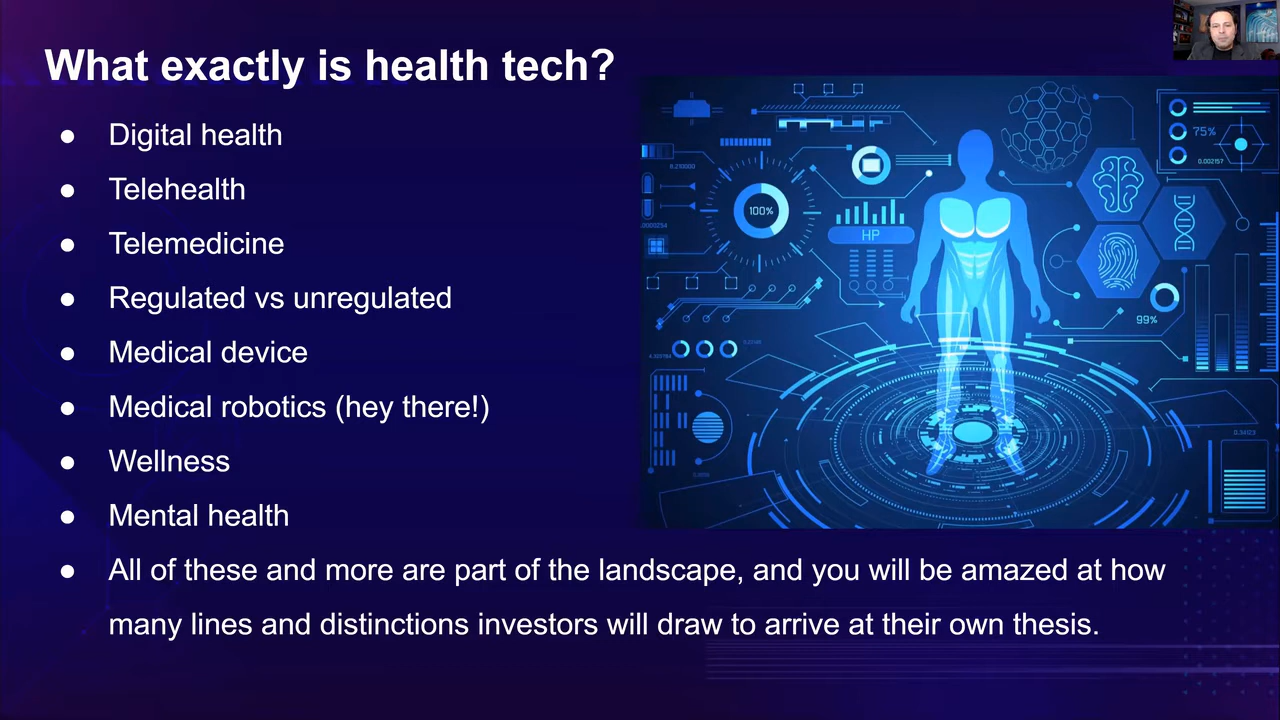 What exactly is health tech?
● Digital health
● Telehealth
● Telemedicine
● Regulated vs unregulated
● Medical device
● Medical robotics (hey there!)
● Wellness
● Mental health
● All of these and more are part of the landscape, and you will be amazed at how
many lines and distinctions investors will draw to arrive at their own thesis.
75%
100%
HP
99%